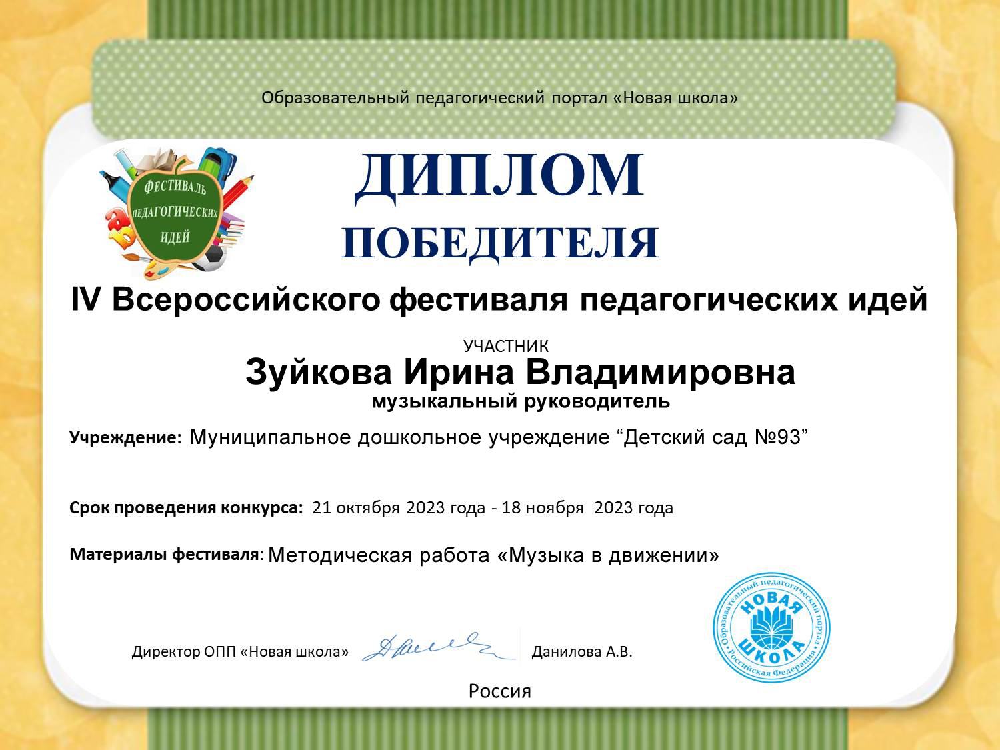 Образовательный педагогический портал «Новая школа»
ФЕСТИВАЛЬ
ПЕДАГОГИЧЕСКИХ
ИДЕЙ
ДИПЛОМ
ПОБЕДИТЕЛЯ
IV Всероссийского фестиваля педагогических идей
УЧАСТНИК
Зуйкова Ирина Владимировна
музыкальный руководитель
Учреждение: Муниципальное дошкольное учреждение “Детский сад №93”
Срок проведения конкурса: 21 октября 2023 года - 18 ноября 2023 года
Материалы фестиваля: Методическая работа «Музыка в движении»
Образовательный педагогический портал
НОВАЯ
ШКОЛА
Российская Федерация
Директор ОПП «Новая школа» Данилова А.В.
Россия